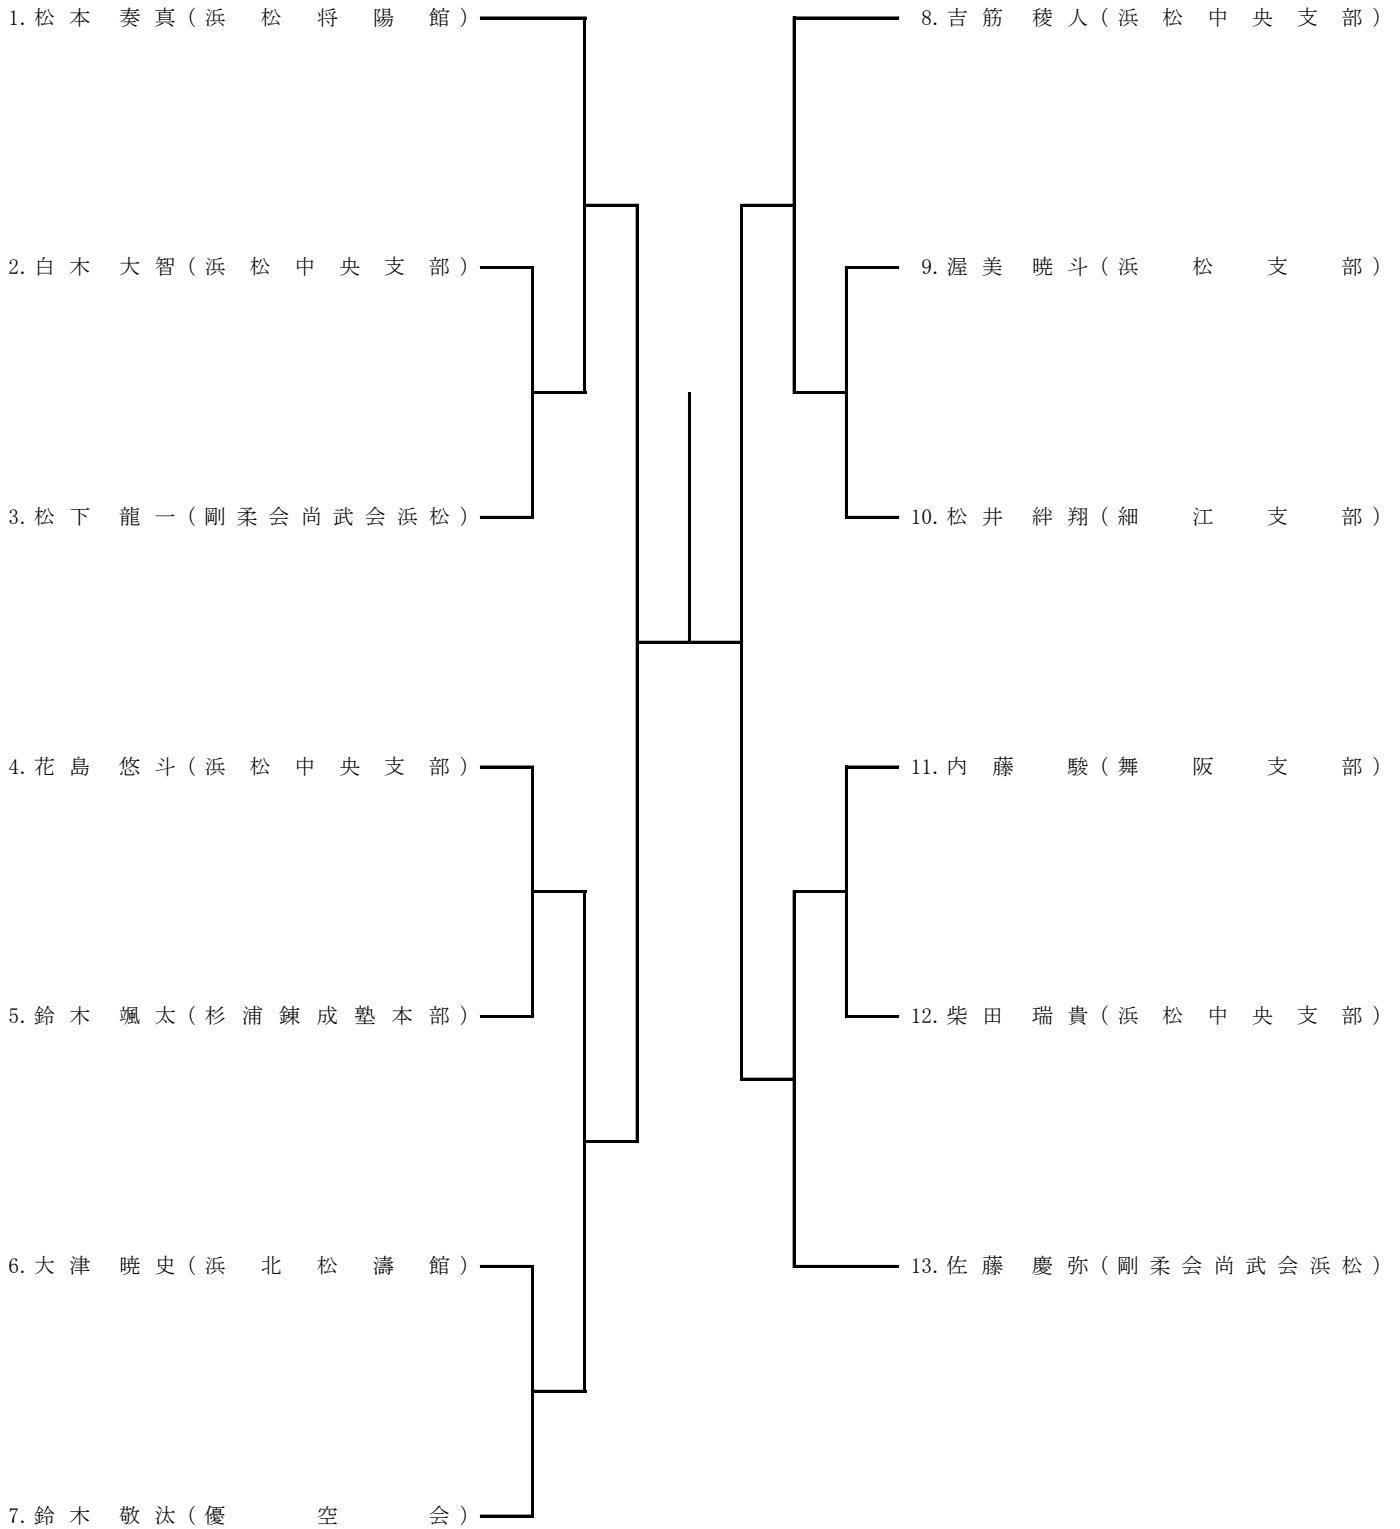 1. 松本 奏真 (浜松将陽館)
2. 白木 大智 (浜松中央支部)
3. 松下 龍一 (剛柔会尚武会浜松)
4. 花島 悠斗 (浜松中央支部)
5. 鈴木 颯太 (杉浦錬成塾本部)
6. 大津 暁史 (浜北松濤館)
7. 鈴木 敬汰 (優空会)
8. 吉筋 稜人 (浜松中央支部)
9. 渥美 暁斗 (浜松支部)
10. 松井 絆翔 (細江支部)
11. 内藤 駿 (舞阪支部)
12. 柴田 瑞貴 (浜松中央支部)
13. 佐藤 慶弥 (剛柔会尚武会浜松)